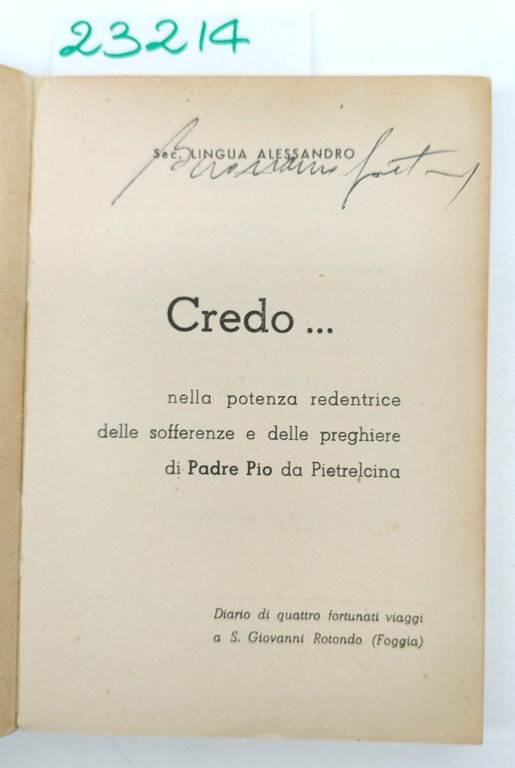 23214
Sac. LINGUA ALESSANDRO
Credo ...
nella potenza redentrice
delle sofferenze e delle preghiere
di Padre Pio da Pietrelcina
Diario di quattro fortunati viaggi
a S. Giovanni Rotondo (Foggia)